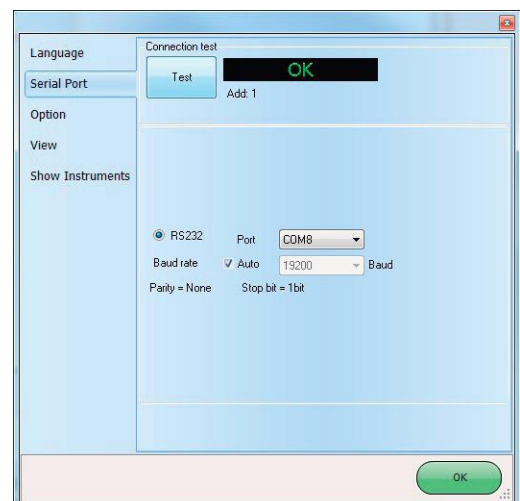 Language
Serial Port
Option
View
Show Instruments
Connection test
Test
OK
Add: 1
RS232 Port COM8
Baud rate Auto 19200 Baud
Parity = None Stop bit = 1bit
OK